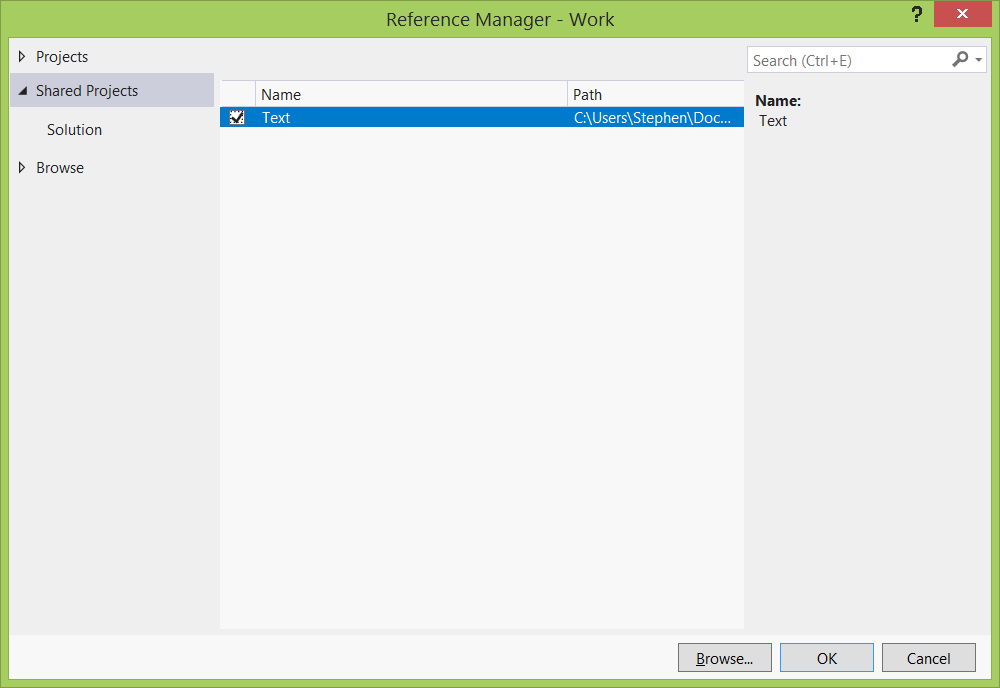 Reference Manager - Work
?
Projects
Shared Projects
Solution
Browse
Name
Path
Text
C:\Users\Stephen\Doc...
Search (Ctrl+E)
Name:
Text
Browse...
OK
Cancel